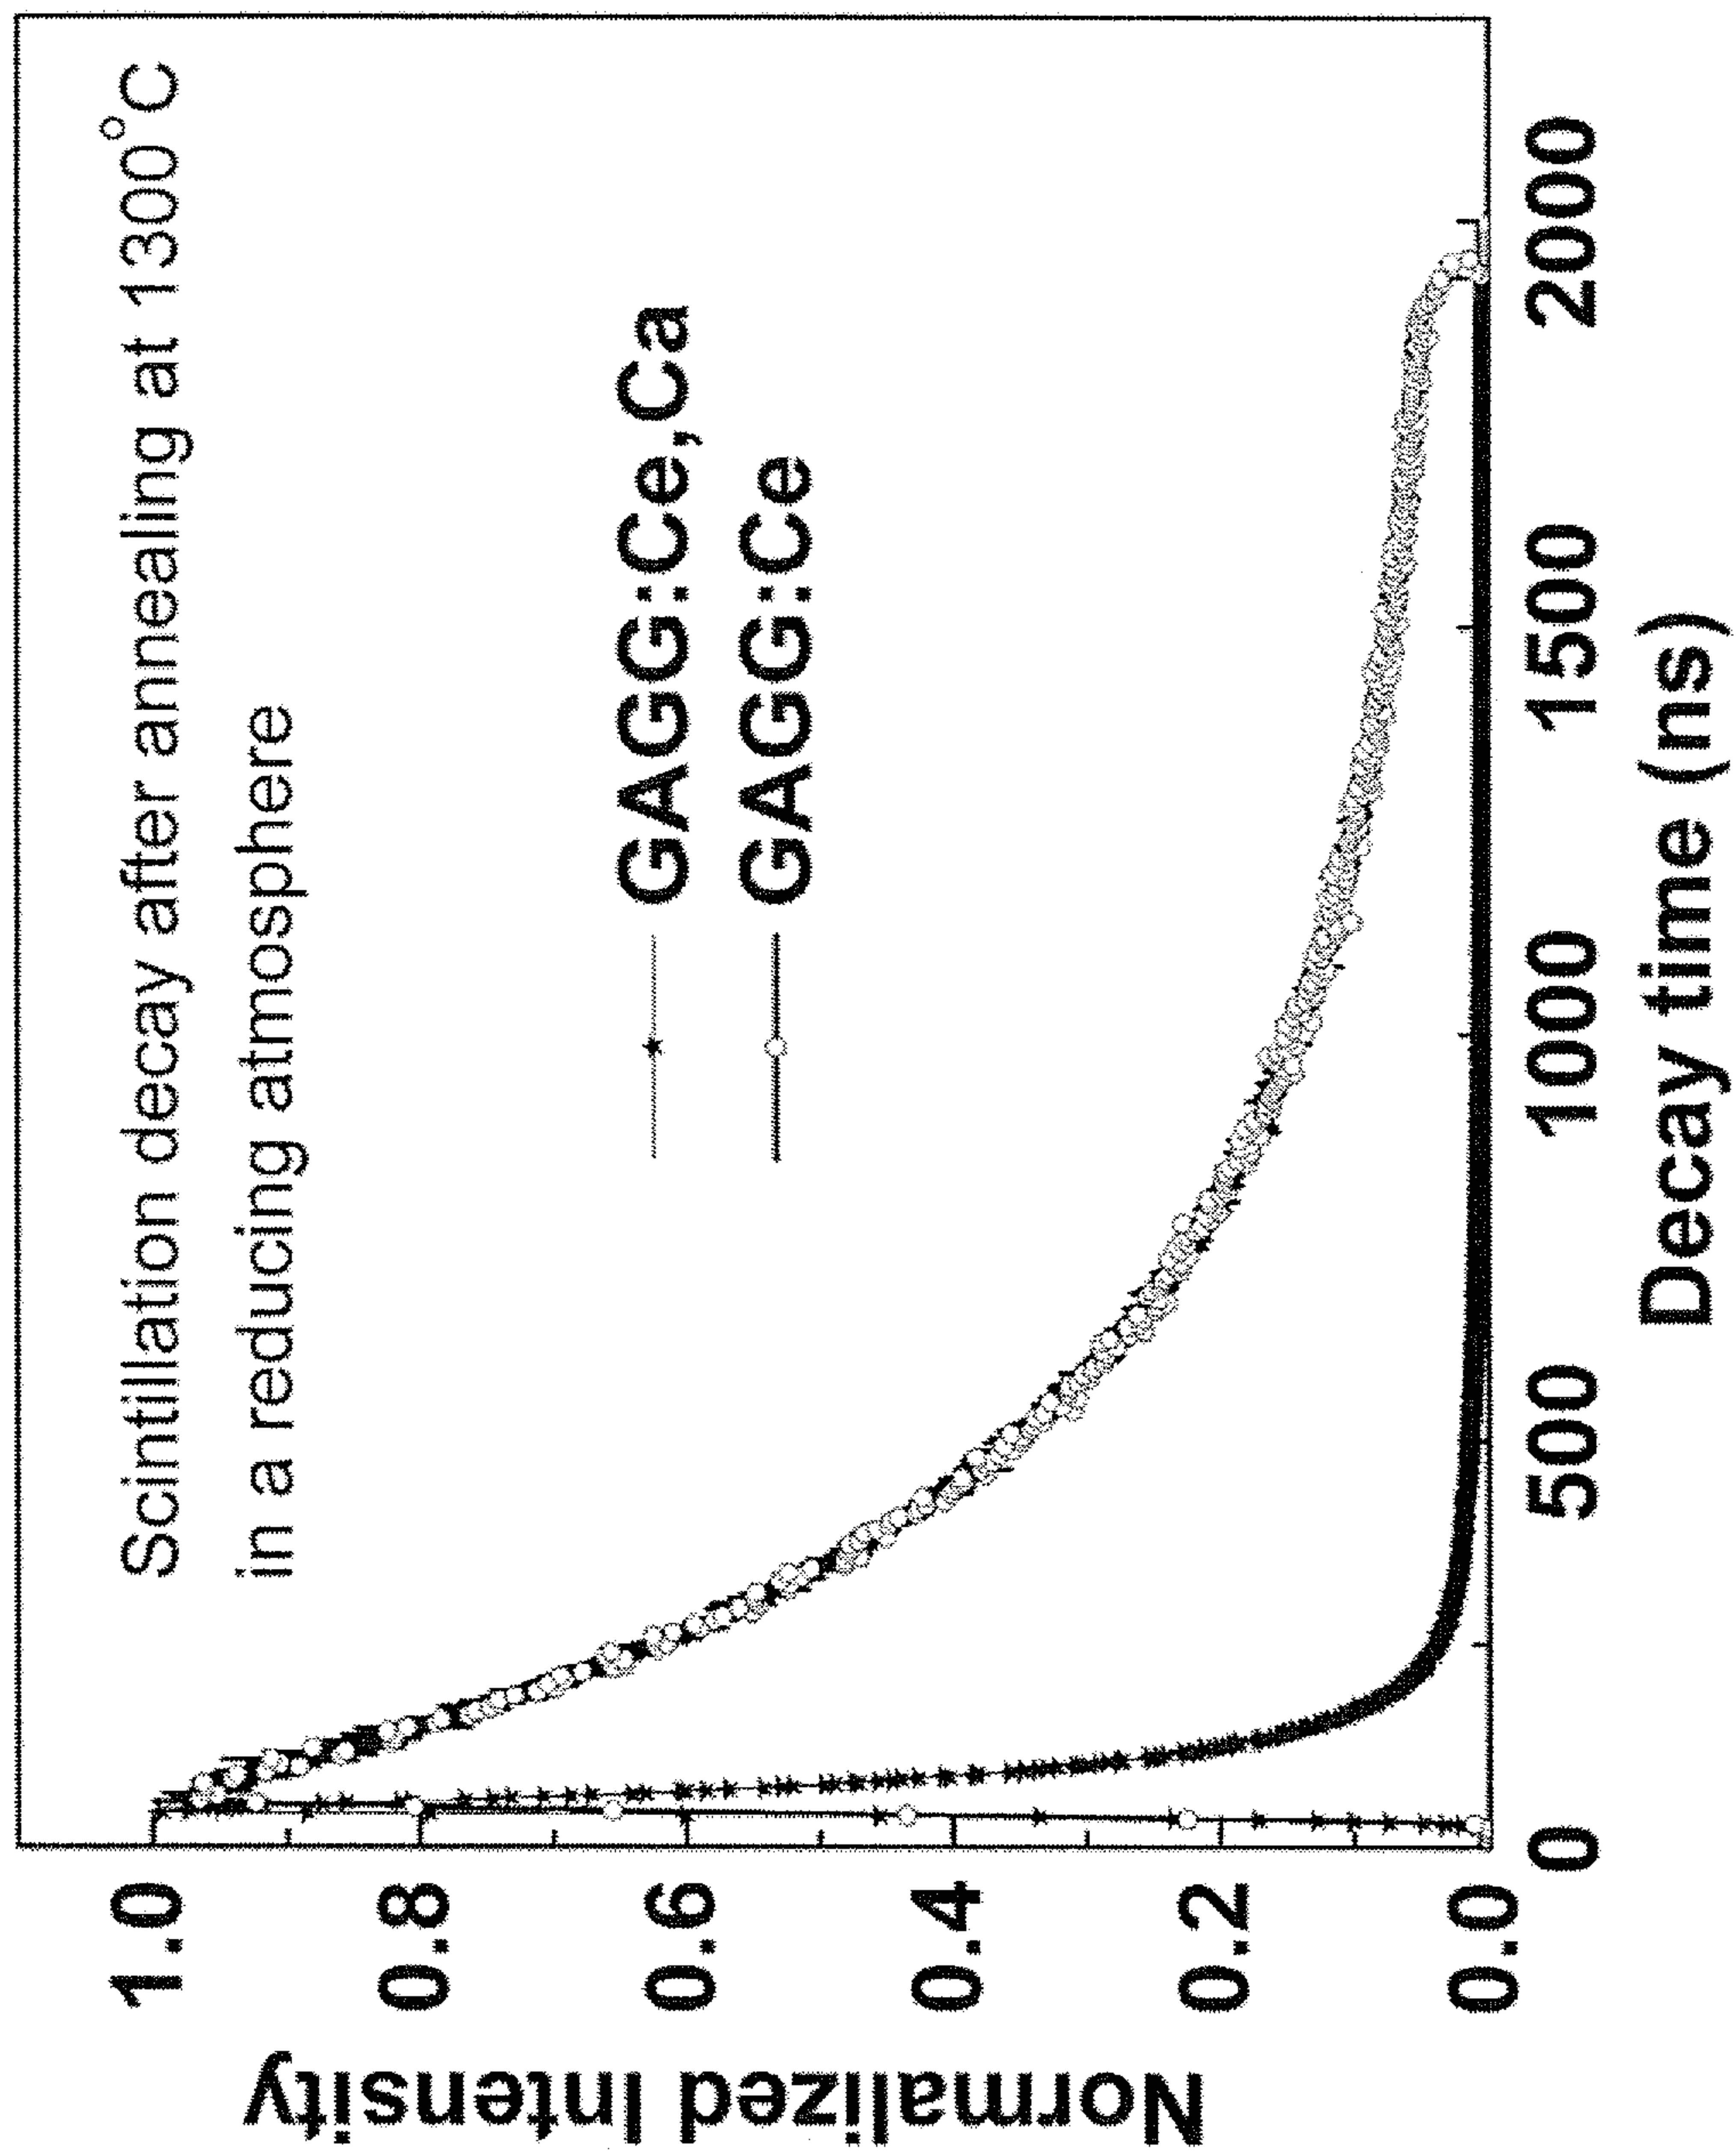 Scintillation decay after annealing at 1300°C
in a reducing atmosphere
GAGG:Ce,Ca
GAGG:Ce
Normalized Intensity
1.0
0.8
0.6
0.4
0.2
0.0
0
500
1000
1500
2000
Decay time (ns)